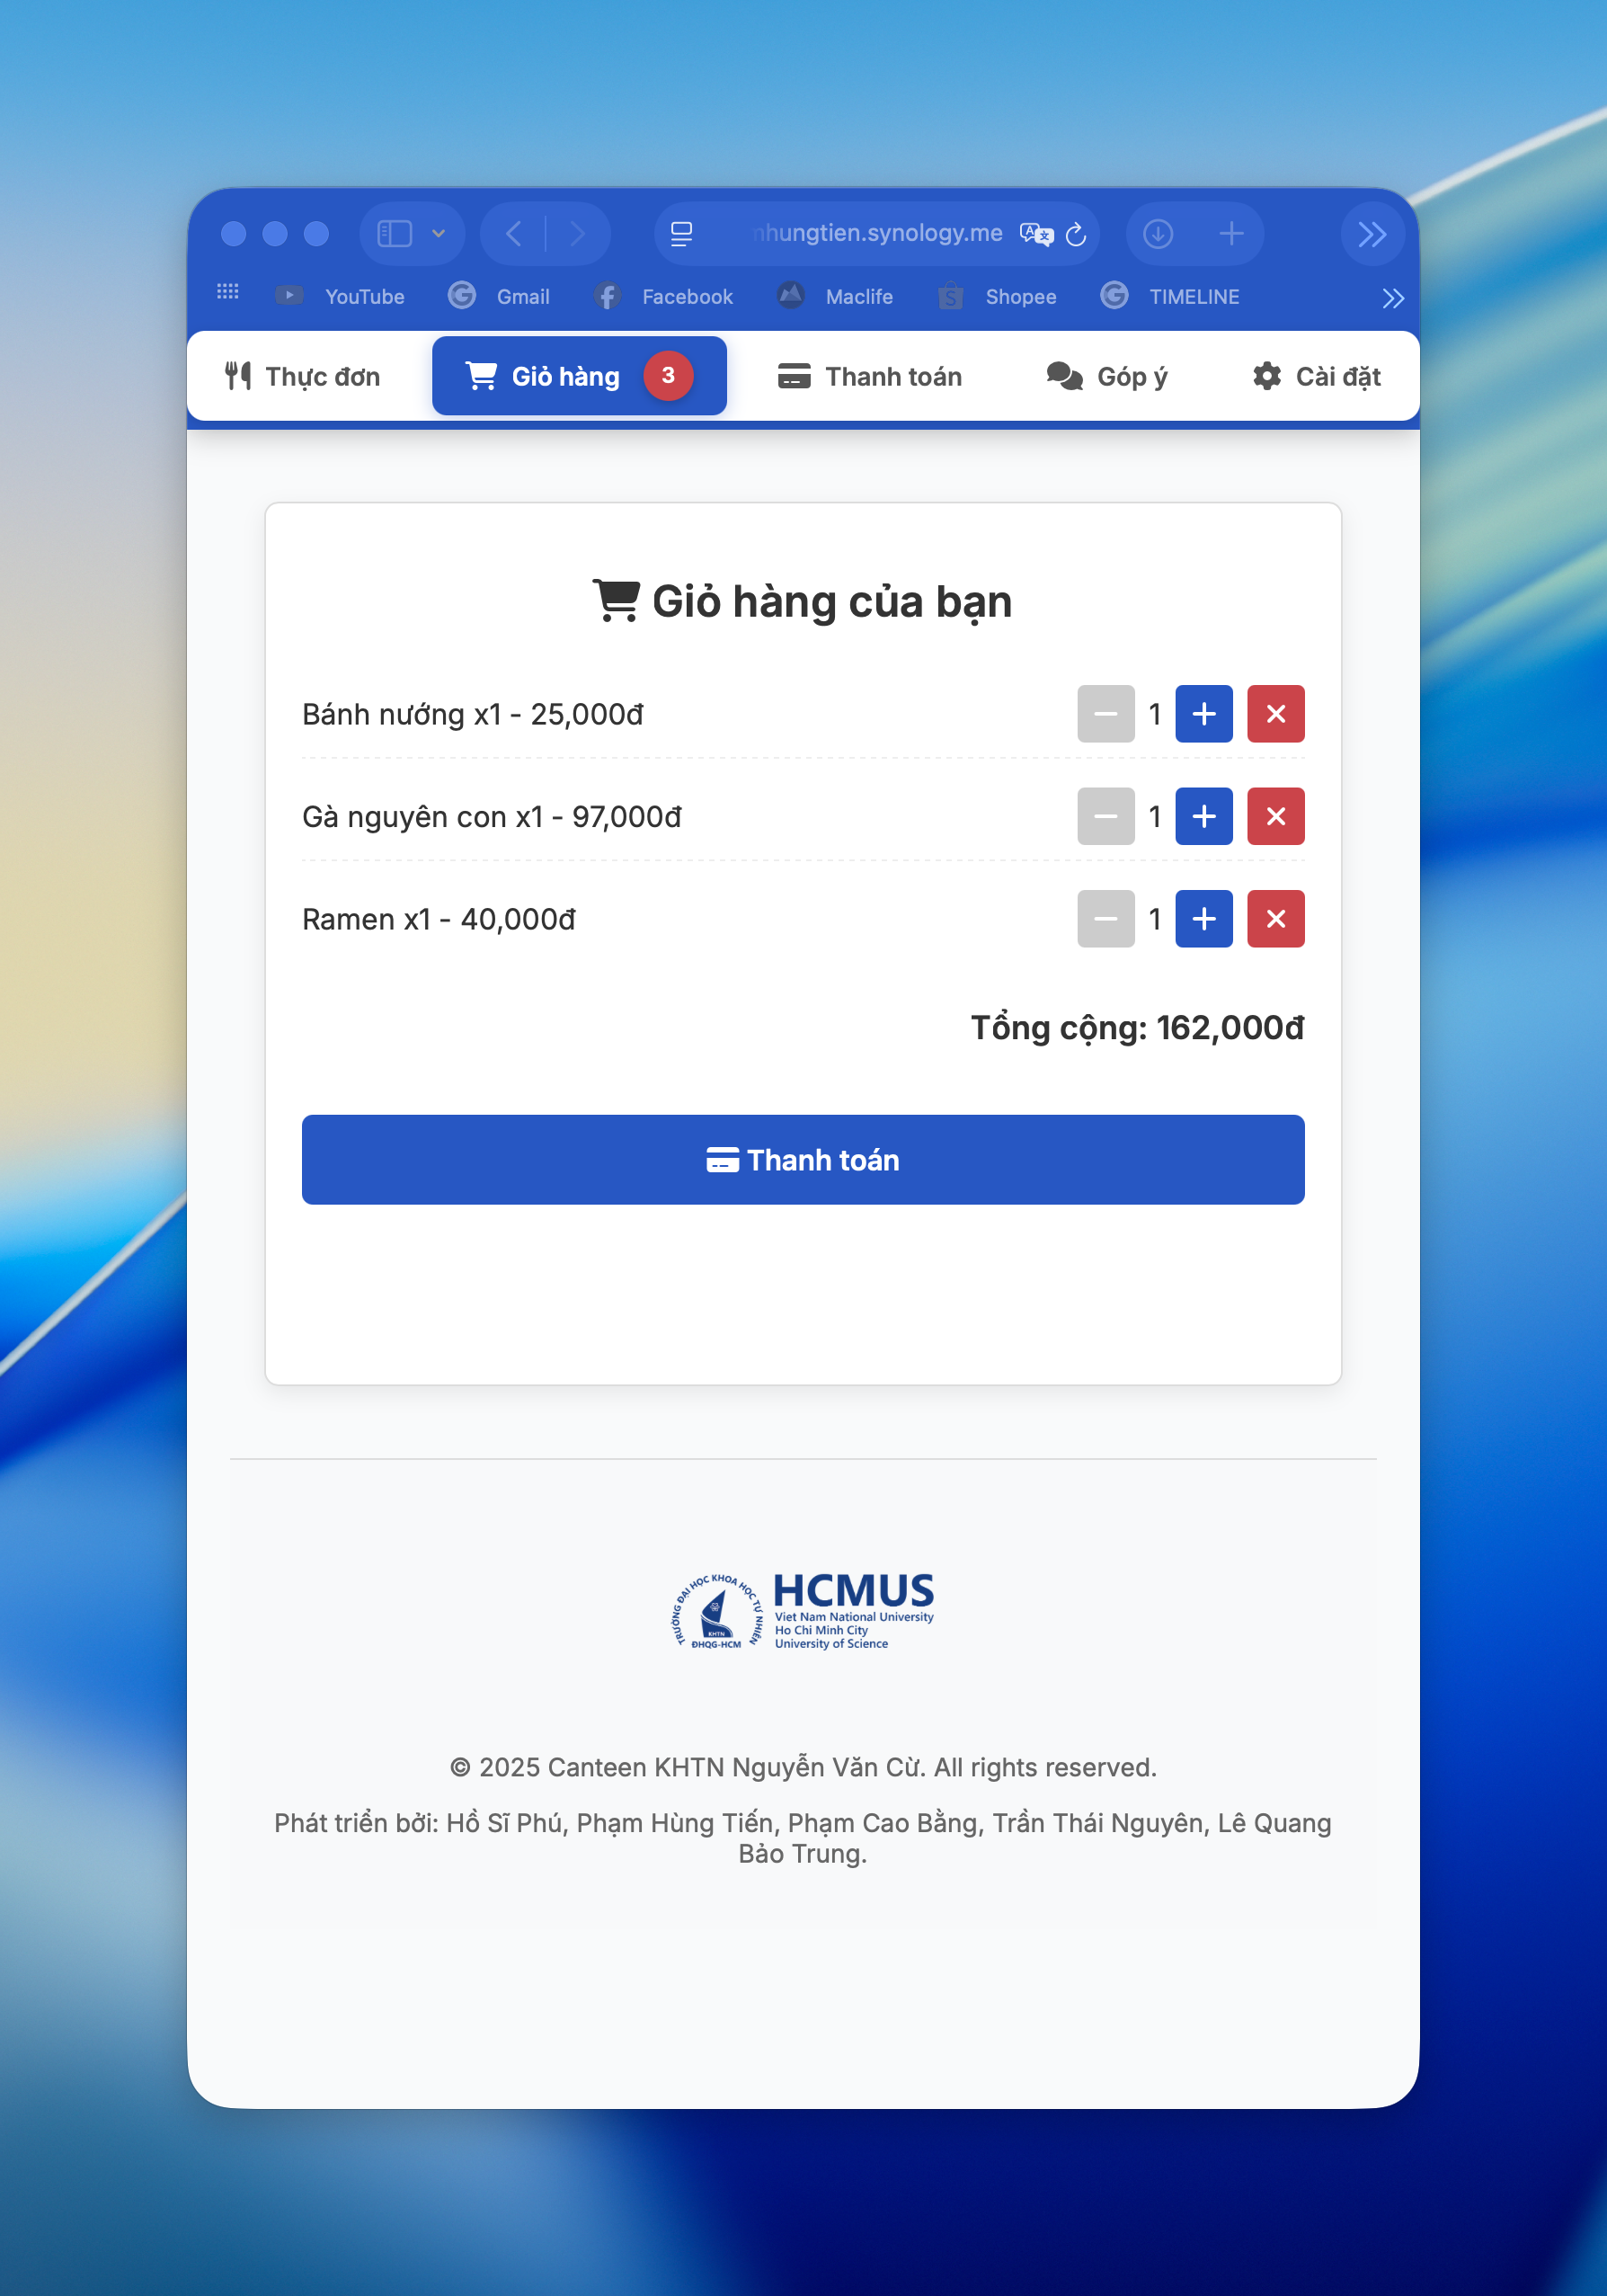 nhungtien.synology.me
YouTube Gmail Facebook Maclife Shopee TIMELINE
Thực đơn Giỏ hàng 3 Thanh toán Góp ý Cài đặt
Giỏ hàng của bạn
Bánh nướng x1 - 25,000đ 1
Gà nguyên con x1 - 97,000đ 1
Ramen x1 - 40,000đ 1
Tổng cộng: 162,000đ
Thanh toán
TRƯỜNG ĐẠI HỌC KHOA HỌC TỰ NHIÊN
KHTN
ĐHQG-HCM
HCMUS
Viet Nam National University
Ho Chi Minh City
University of Science
© 2025 Canteen KHTN Nguyễn Văn Cừ. All rights reserved.
Phát triển bởi: Hồ Sĩ Phú, Phạm Hùng Tiến, Phạm Cao Bằng, Trần Thái Nguyên, Lê Quang
Bảo Trung.